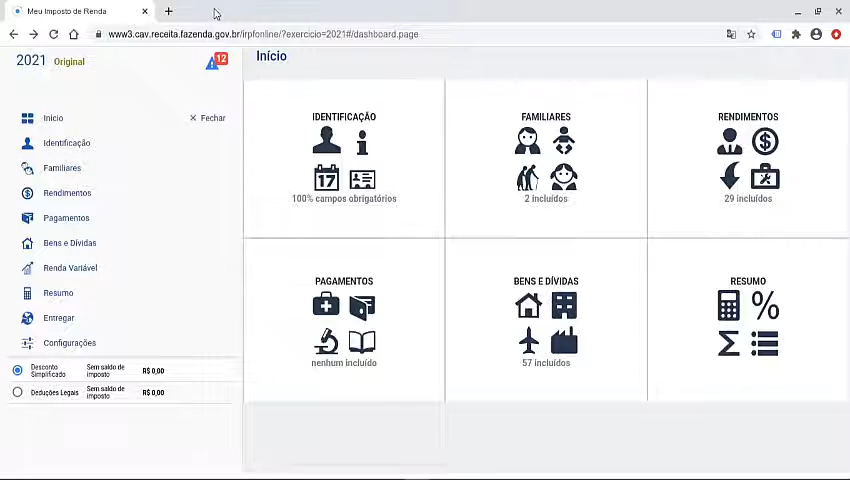 Meu Imposto de Renda
www3.cav.receita.fazenda.gov.br/irpfonline/?exercicio=2021#/dashboard.page
2021 Original
12
Início
Início
Fechar
Identificação
Familiares
Rendimentos
Pagamentos
Bens e Dívidas
Renda Variável
Resumo
Entregar
Configurações
Desconto Simplificado
Sem saldo de imposto
R$ 0,00
Deduções Legais
Sem saldo de imposto
R$ 0,00
IDENTIFICAÇÃO
17
100% campos obrigatórios
FAMILIARES
2 incluídos
RENDIMENTOS
29 incluídos
PAGAMENTOS
nenhum incluído
BENS E DÍVIDAS
57 incluídos
RESUMO